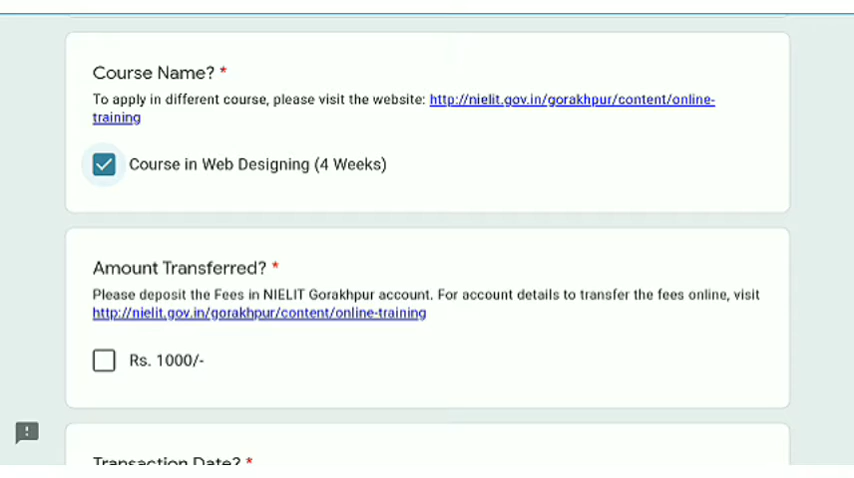 Course Name? *
To apply in different course, please visit the website: http://nielit.gov.in/gorakhpur/content/online-
training
Course in Web Designing (4 Weeks)
Amount Transferred? *
Please deposit the Fees in NIELIT Gorakhpur account. For account details to transfer the fees online, visit
http://nielit.gov.in/gorakhpur/content/online-training
Rs. 1000/-
Transaction Date? *